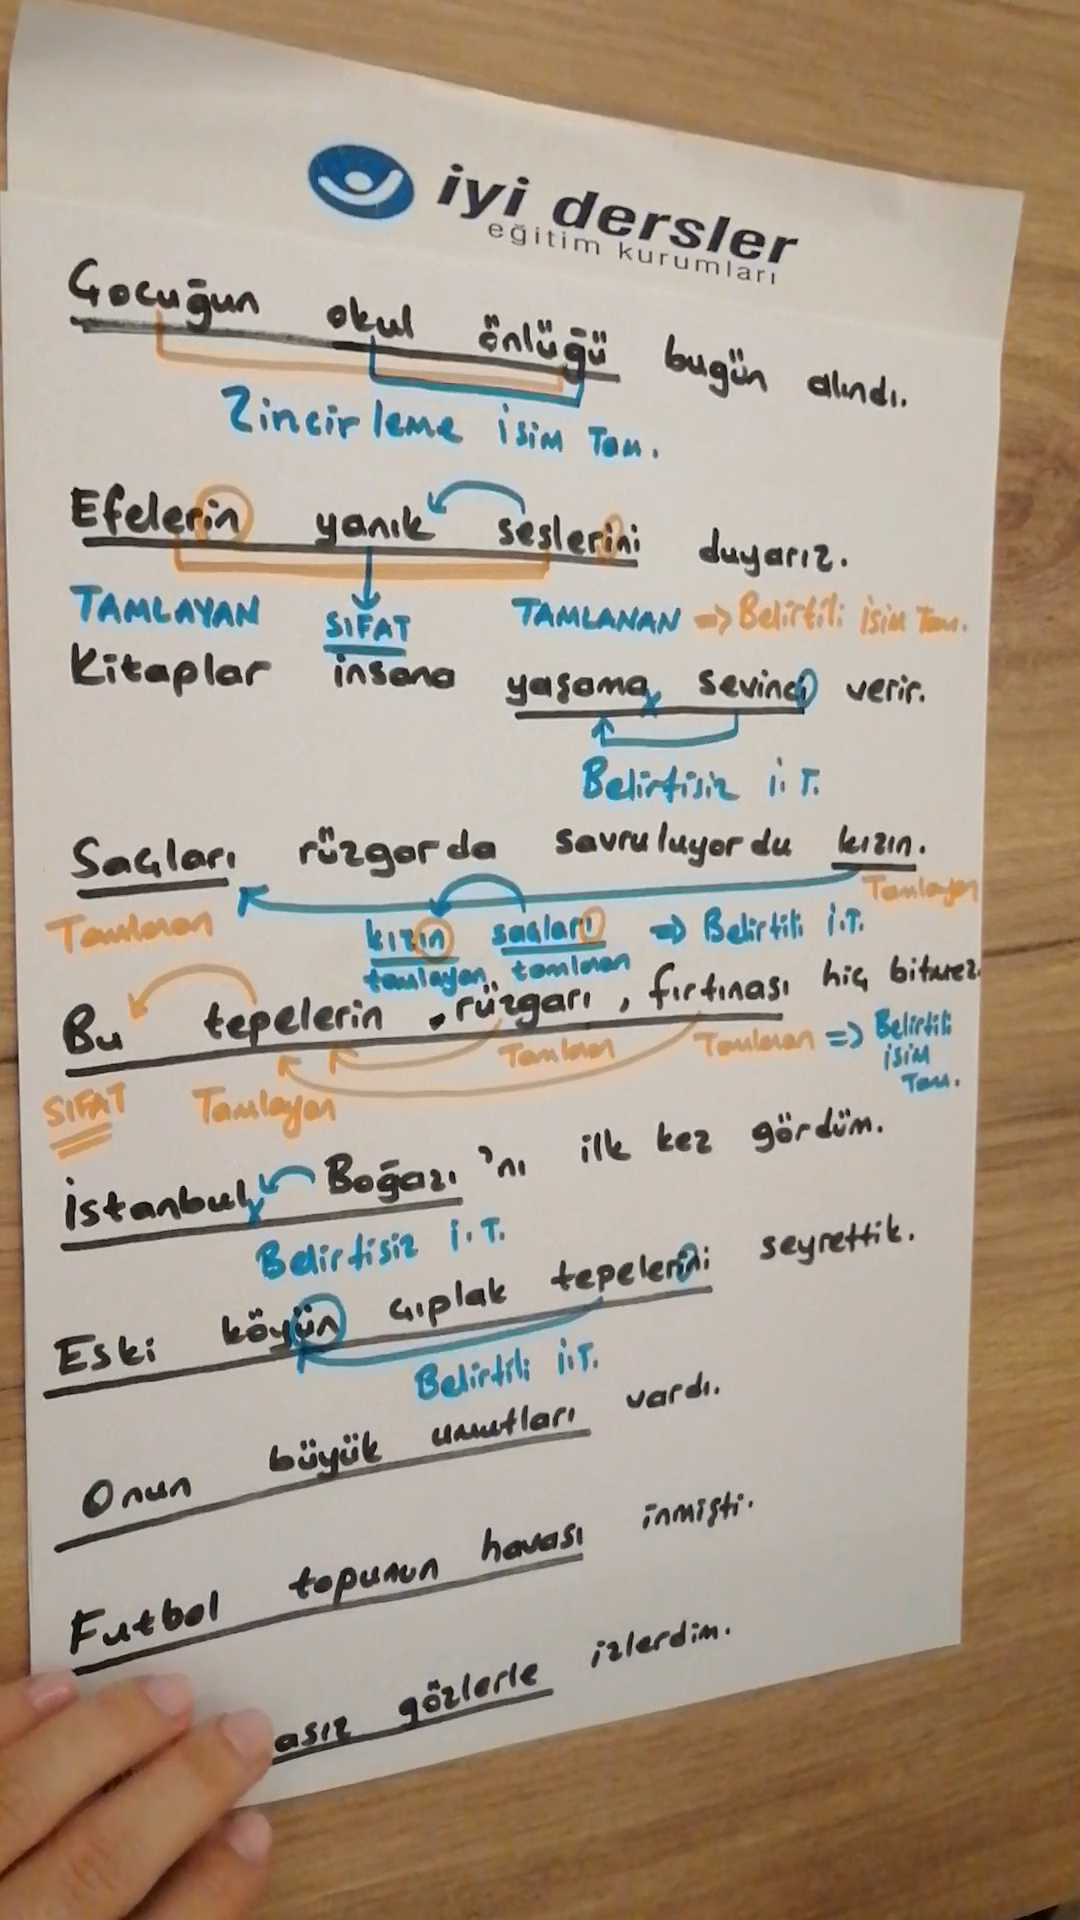 iyi dersler
eğitim kurumları
Çocuğun okul önlüğü bugün alındı.
Zincirleme isim Tam.
Efelerin yanık seslerini duyarız.
TAMLAYAN SIFAT TAMLANAN => Belirtili isim Tam.
Kitaplar insana yaşama sevinci verir.
Belirtisiz i.T.
Saçları rüzgarda savruluyordu kızın.
Tamlanan Tamlayan
kızın saçları => Belirtili i.T.
tamlayan tamlanan
Bu tepelerin, rüzgarı, fırtınası hiç bitmez.
SIFAT Tamlayan Tamlanan Tamlanan => Belirtili isim Tam.
İstanbul Boğazı'nı ilk kez gördüm.
Belirtisiz i.T.
Eski köyün çıplak tepelerini seyrettik.
Belirtili i.T.
Onun büyük umutları vardı.
Futbol topunun havası inmişti.
gözlerle izlerdim.